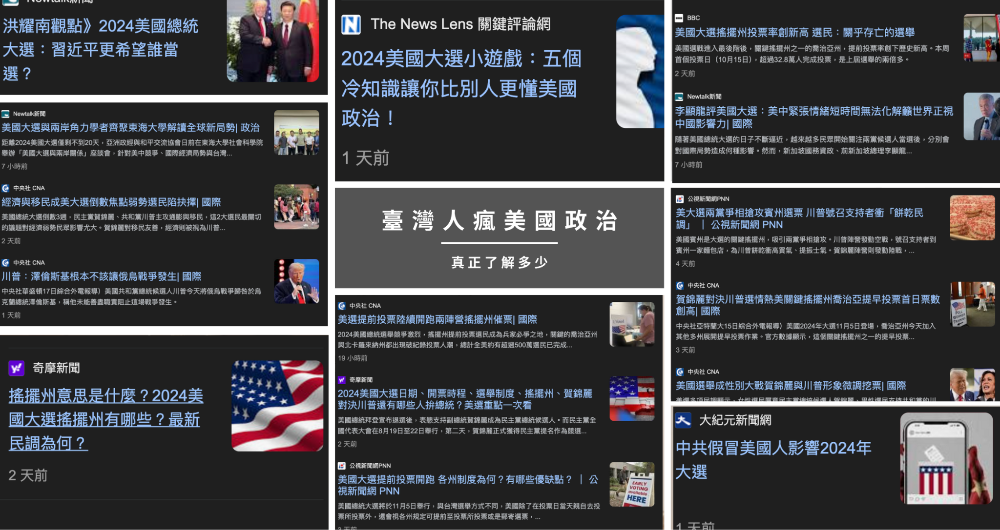 Newtalk新聞
洪耀南觀點》2024美國總統
大選：習近平更希望誰當
選？
Newtalk新聞
美國大選與兩岸角力學者齊聚東海大學解讀全球新局勢| 政治
距離2024美國大選僅剩不到20天，亞洲政經與和平交流協會日前在東海大學社會科學院
舉辦「美國大選與兩岸關係」座談會，針對美中競爭、國際經濟局勢與台灣...
7 小時前
中央社 CNA
經濟與移民成美大選倒數焦點弱勢選民陷抉擇| 國際
美國總統大選倒數3週，民主黨賀錦麗、共和黨川普主攻通膨與移民，這2大選民最關切
的議題對經濟弱勢民眾影響尤大。賀錦麗對移民友善，經濟則被視為川普...
2 天前
中央社 CNA
川普：澤倫斯基根本不該讓俄烏戰爭發生| 國際
中央社華盛頓17日綜合外電報導）美國共和黨總統候選人川普今天將俄烏戰爭歸咎於烏
克蘭總統澤倫斯基，稱他未能善盡職責阻止這場戰爭發生。
1 天前
奇摩新聞
搖擺州意思是什麼？2024美
國大選搖擺州有哪些？最新
民調為何？
2 天前
The News Lens 關鍵評論網
2024美國大選小遊戲：五個
冷知識讓你比別人更懂美國
政治！
1 天前
臺灣人瘋美國政治
真正了解多少
中央社 CNA
美選提前投票陸續開跑兩陣營搖擺州催票| 國際
2024美國總統選舉競爭激烈，搖擺州提前投票選民成為兵家必爭之地，關鍵的喬治亞州
與北卡羅來納州都出現破紀錄投票人潮，總計全美約有超過500萬選民已完成...
19 小時前
I Voted
奇摩新聞
2024美國大選日期、開票時程、選舉制度、搖擺州、賀錦麗
對決川普還有哪些人拚總統？美選重點一次看
美國總統拜登宣布退選後，表態支持副總統賀錦麗成為民主黨總統候選人。而民主黨全
國代表大會在8月19日至22日舉行，第二天，賀錦麗正式獲得民主黨提名作為競選...
2 天前
公視新聞網PNN
美國大選提前投票開跑 各州制度為何？有哪些優缺點？ ｜ 公
視新聞網 PNN
美國總統大選將於11月5日舉行，與台灣選舉方式不同，美國除了在投票日當天親自去投
票所投票外，還會視各州規定可提前至投票所投票或是郵寄選票，...
3 天前
EARLY
VOTING
available
HERE
BBC
美國大選搖擺州投票率創新高 選民：關乎存亡的選舉
美國選戰進入最後階後，關鍵搖擺州之一的喬治亞州，提前投票率創下歷史新高。本周
首個投票日（10月15日），超過32.8萬人完成投票，是上屆選舉的兩倍多。
2 天前
Newtalk新聞
李顯龍評美國大選：美中緊張情緒短時間無法化解籲世界正視
中國影響力| 國際
隨著美國總統大選的日子不斷逼近，越來越多民眾開始關注兩黨候選人當選後，分別會
對國際局勢造成何種影響。然而，新加坡國務資政、前新加坡總理李顯龍...
7 小時前
公視新聞網PNN
美大選兩黨爭相搶攻賓州選票 川普號召支持者衝「餅乾民
調」 ｜ 公視新聞網 PNN
美國賓州是大選的關鍵搖擺州，吸引兩黨爭相搶攻。川普陣營發動空戰，號召支持者到
賓州一家麵包店，為川普餅乾衝高買氣、提振士氣。賀錦麗陣營則發動陸戰，...
4 天前
中央社 CNA
賀錦麗對決川普選情熱美關鍵搖擺州喬治亞提早投票首日票數
創高| 國際
中央社亞特蘭大15日綜合外電報導）美國2024年大選11月5日登場，喬治亞州今天加入
其他多州展開提早投票作業。官方數據顯示，這個關鍵搖擺州之一的提早投票...
3 天前
POLL
WORKER
TRAINING
中央社 CNA
美國選舉成性別大戰賀錦麗與川普形象微調挖票| 國際
美選多項民調顯示，女性選民屬意民主黨總統候選人賀錦麗、男性選民支持共和黨的川
大紀元新聞網
中共假冒美國人影響2024年
大選
1 天前